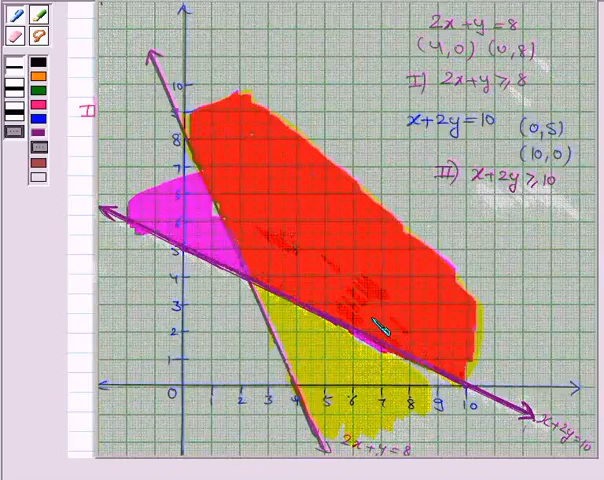 2x+y=8
(4,0) (0,8)
I) 2x+y≥8
x+2y=10 (0,5)
(10,0)
II) x+2y≥10
I
10
8
7
6
5
4
3
2
1
0 1 2 3 4 5 6 7 8 9 10
x+2y=10
2x+y=8